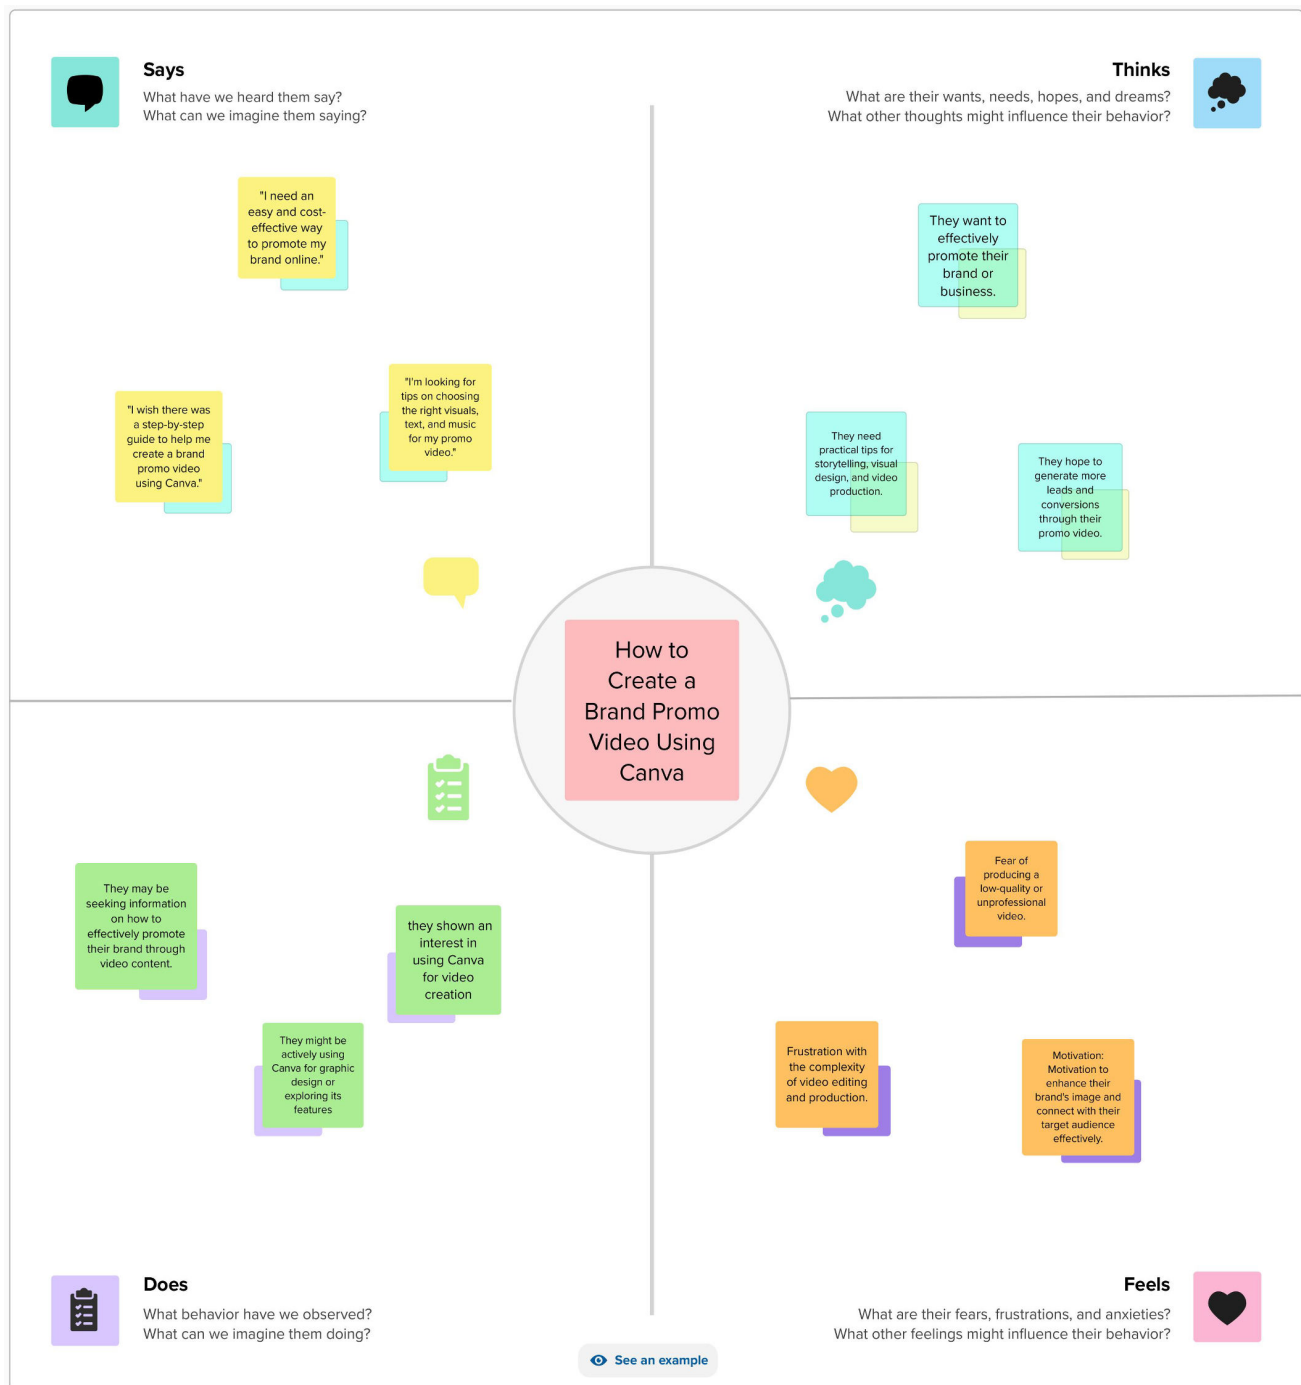 Says
What have we heard them say?
What can we imagine them saying?
"I need an
easy and cost-
effective way
to promote my
brand online."
"I wish there was
a step-by-step
guide to help me
create a brand
promo video
using Canva."
"I'm looking for
tips on choosing
the right visuals,
text, and music
for my promo
video."
Thinks
What are their wants, needs, hopes, and dreams?
What other thoughts might influence their behavior?
They want to
effectively
promote their
brand or
business.
They need
practical tips for
storytelling, visual
design, and video
production.
They hope to
generate more
leads and
conversions
through their
promo video.
How to
Create a
Brand Promo
Video Using
Canva
They may be
seeking information
on how to
effectively promote
their brand through
video content.
they shown an
interest in
using Canva
for video
creation
They might be
actively using
Canva for graphic
design or
exploring its
features
Does
What behavior have we observed?
What can we imagine them doing?
Fear of
producing a
low-quality or
unprofessional
video.
Frustration with
the complexity
of video editing
and production.
Motivation:
Motivation to
enhance their
brand's image and
connect with their
target audience
effectively.
Feels
What are their fears, frustrations, and anxieties?
What other feelings might influence their behavior?
See an example